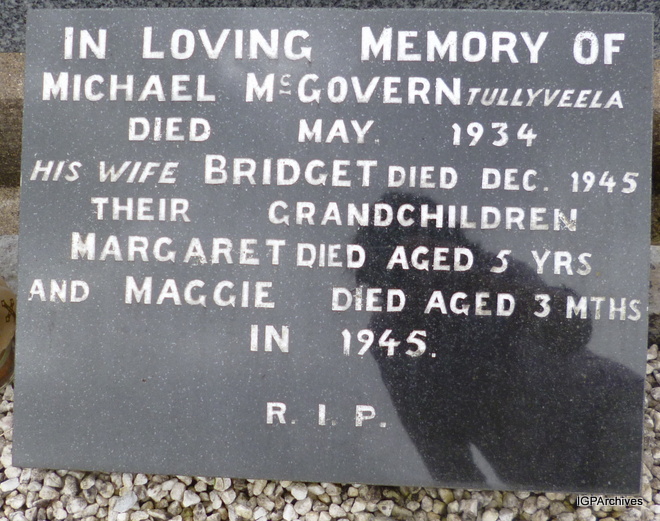 IN LOVING MEMORY OF
MICHAEL McGOVERN TULLYVEELA
DIED MAY. 1934
HIS WIFE BRIDGET DIED DEC. 1945
THEIR GRANDCHILDREN
MARGARET DIED AGED 5 YRS
AND MAGGIE DIED AGED 3 MTHS
IN 1945.
R. I. P.
IGPArchives